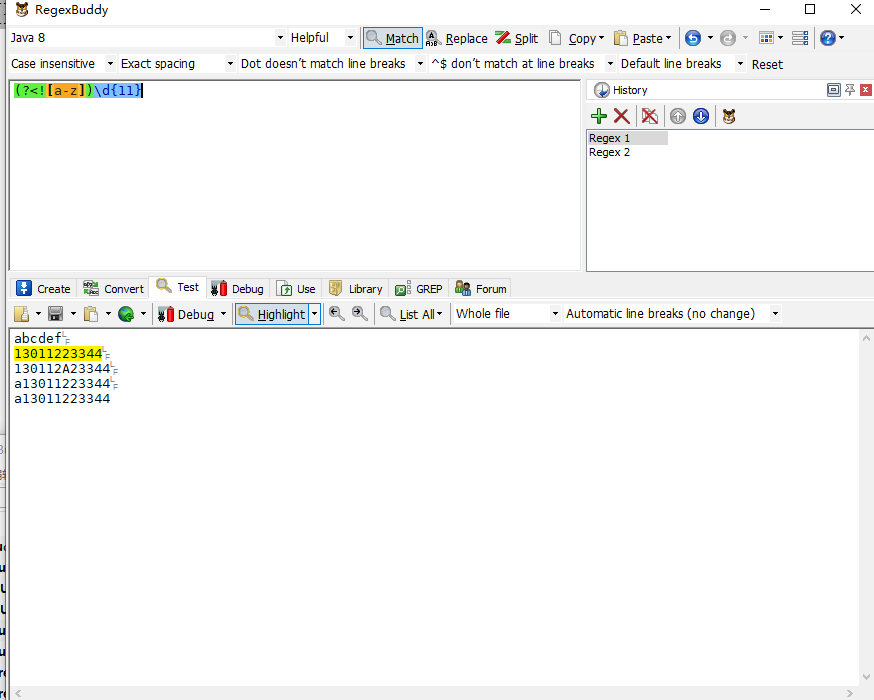 RegexBuddy
Java 8 Helpful Match Replace Split Copy Paste
Case insensitive Exact spacing Dot doesn't match line breaks ^$ don't match at line breaks Default line breaks Reset
(?<![a-z])\d{11}
History
Regex 1
Regex 2
Create Convert Test Debug Use Library GREP Forum
Debug Highlight List All Whole file Automatic line breaks (no change)
abcdef
13011223344
130112A23344
a13011223344
a13011223344